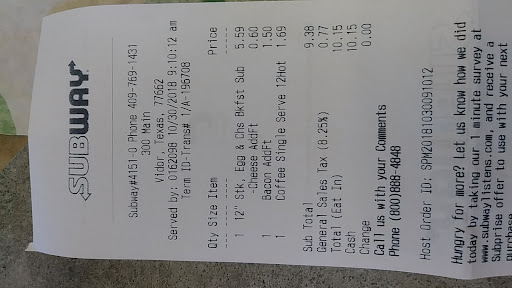 SUBWAY
Subway#4151-0 Phone 409-769-1431
300 Main
Vidor, Texas, 77662
Served by: 0162038 10/30/2018 9:10:12 am
Term ID-Trans# 1/A-195708
Qty Size Item Price
1 12" Stk, Egg & Chs Bkfst Sub 5.59
-Cheese AddFt 0.60
1 Bacon AddFt 1.50
1 Coffee Single Serve 12Hot 1.69
Sub Total 9.38
General Sales Tax (8.25%) 0.77
Total (Eat In) 10.15
Cash 10.15
Change 0.00
Call us with your Comments
Phone (800)888-4848
Host Order ID: SPM20181030091012
Hungry for more? Let us know how we did
today by taking our 1 minute survey at
www.subwaylistens.com, and receive a
Subprise offer to use with your next
purchase